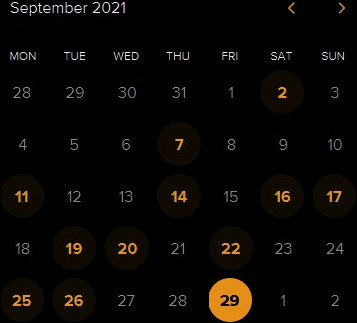 September 2021
MON TUE WED THU FRI SAT SUN
28 29 30 31 1 2 3
4 5 6 7 8 9 10
11 12 13 14 15 16 17
18 19 20 21 22 23 24
25 26 27 28 29 1 2